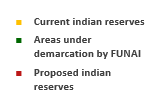 Current indian reserves
Areas under
demarcation by FUNAI
Proposed indian
reserves